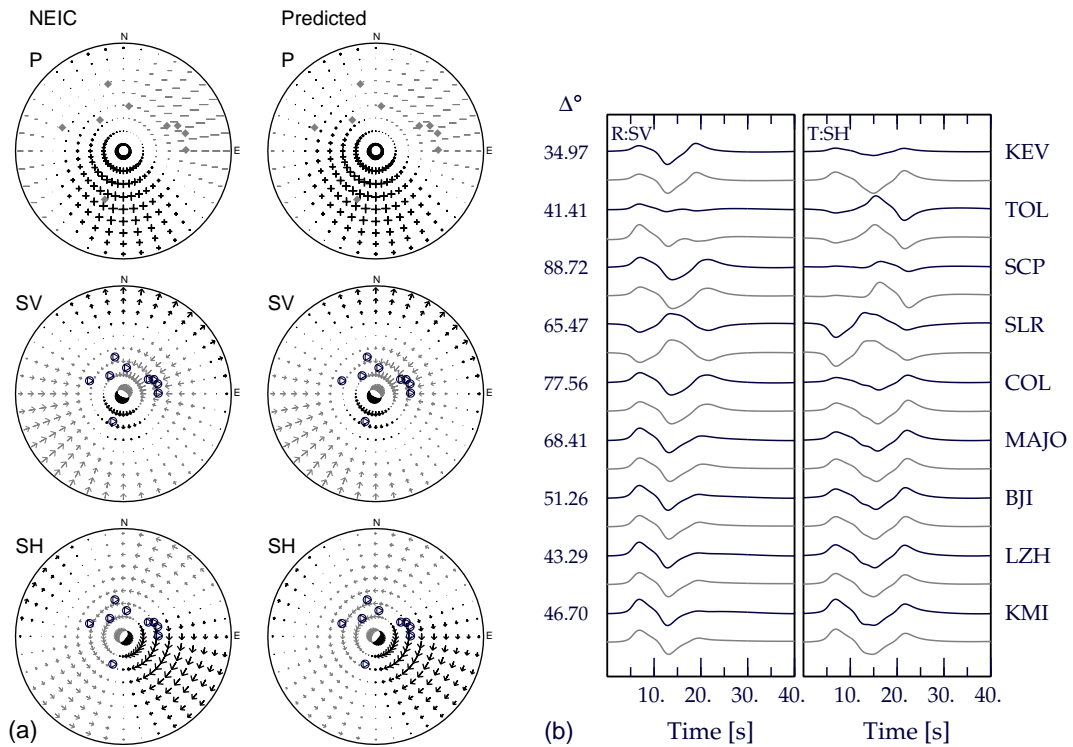 NEIC
Predicted
P
N
E
P
N
E
SV
N
E
SV
N
E
SH
N
E
SH
N
E
(a)
Δ°
R:SV
T:SH
34.97
KEV
41.41
TOL
88.72
SCP
65.47
SLR
77.56
COL
68.41
MAJO
51.26
BJI
43.29
LZH
46.70
KMI
10. 20. 30. 40. 10. 20. 30. 40.
Time [s]
Time [s]
(b)